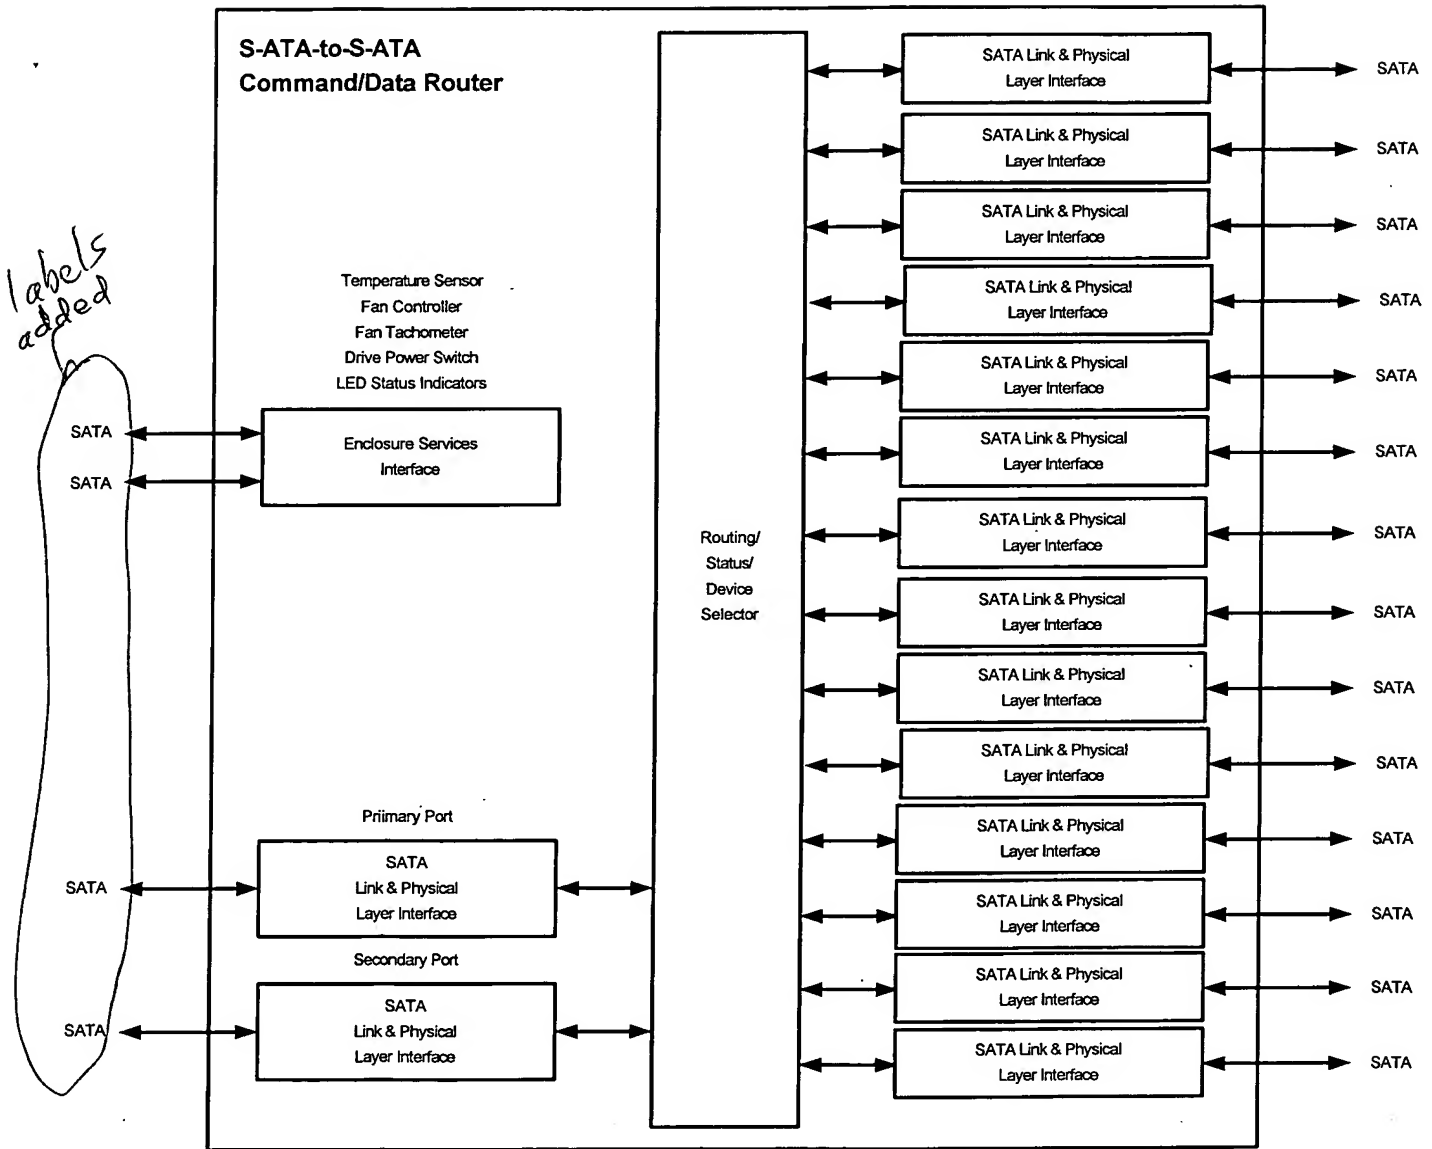 S-ATA-to-S-ATA
Command/Data Router
labels
added
Temperature Sensor
Fan Controller
Fan Tachometer
Drive Power Switch
LED Status Indicators
SATA
SATA
Enclosure Services
Interface
Priimary Port
SATA
SATA
Link & Physical
Layer Interface
Secondary Port
SATA
SATA
Link & Physical
Layer Interface
Routing/
Status/
Device
Selector
SATA Link & Physical
Layer Interface
SATA
SATA Link & Physical
Layer Interface
SATA
SATA Link & Physical
Layer Interface
SATA
SATA Link & Physical
Layer Interface
SATA
SATA Link & Physical
Layer Interface
SATA
SATA Link & Physical
Layer Interface
SATA
SATA Link & Physical
Layer Interface
SATA
SATA Link & Physical
Layer Interface
SATA
SATA Link & Physical
Layer Interface
SATA
SATA Link & Physical
Layer Interface
SATA
SATA Link & Physical
Layer Interface
SATA
SATA Link & Physical
Layer Interface
SATA
SATA Link & Physical
Layer Interface
SATA
SATA Link & Physical
Layer Interface
SATA